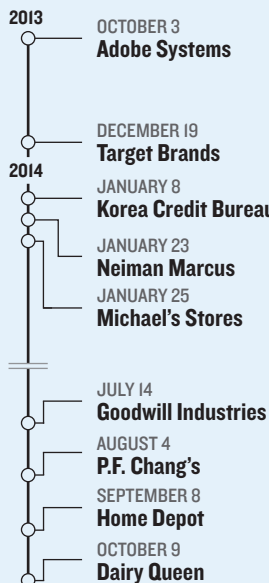 2013
OCTOBER 3
Adobe Systems
DECEMBER 19
Target Brands
2014
JANUARY 8
Korea Credit Bureau
JANUARY 23
Neiman Marcus
JANUARY 25
Michael's Stores
JULY 14
Goodwill Industries
AUGUST 4
P.F. Chang's
SEPTEMBER 8
Home Depot
OCTOBER 9
Dairy Queen